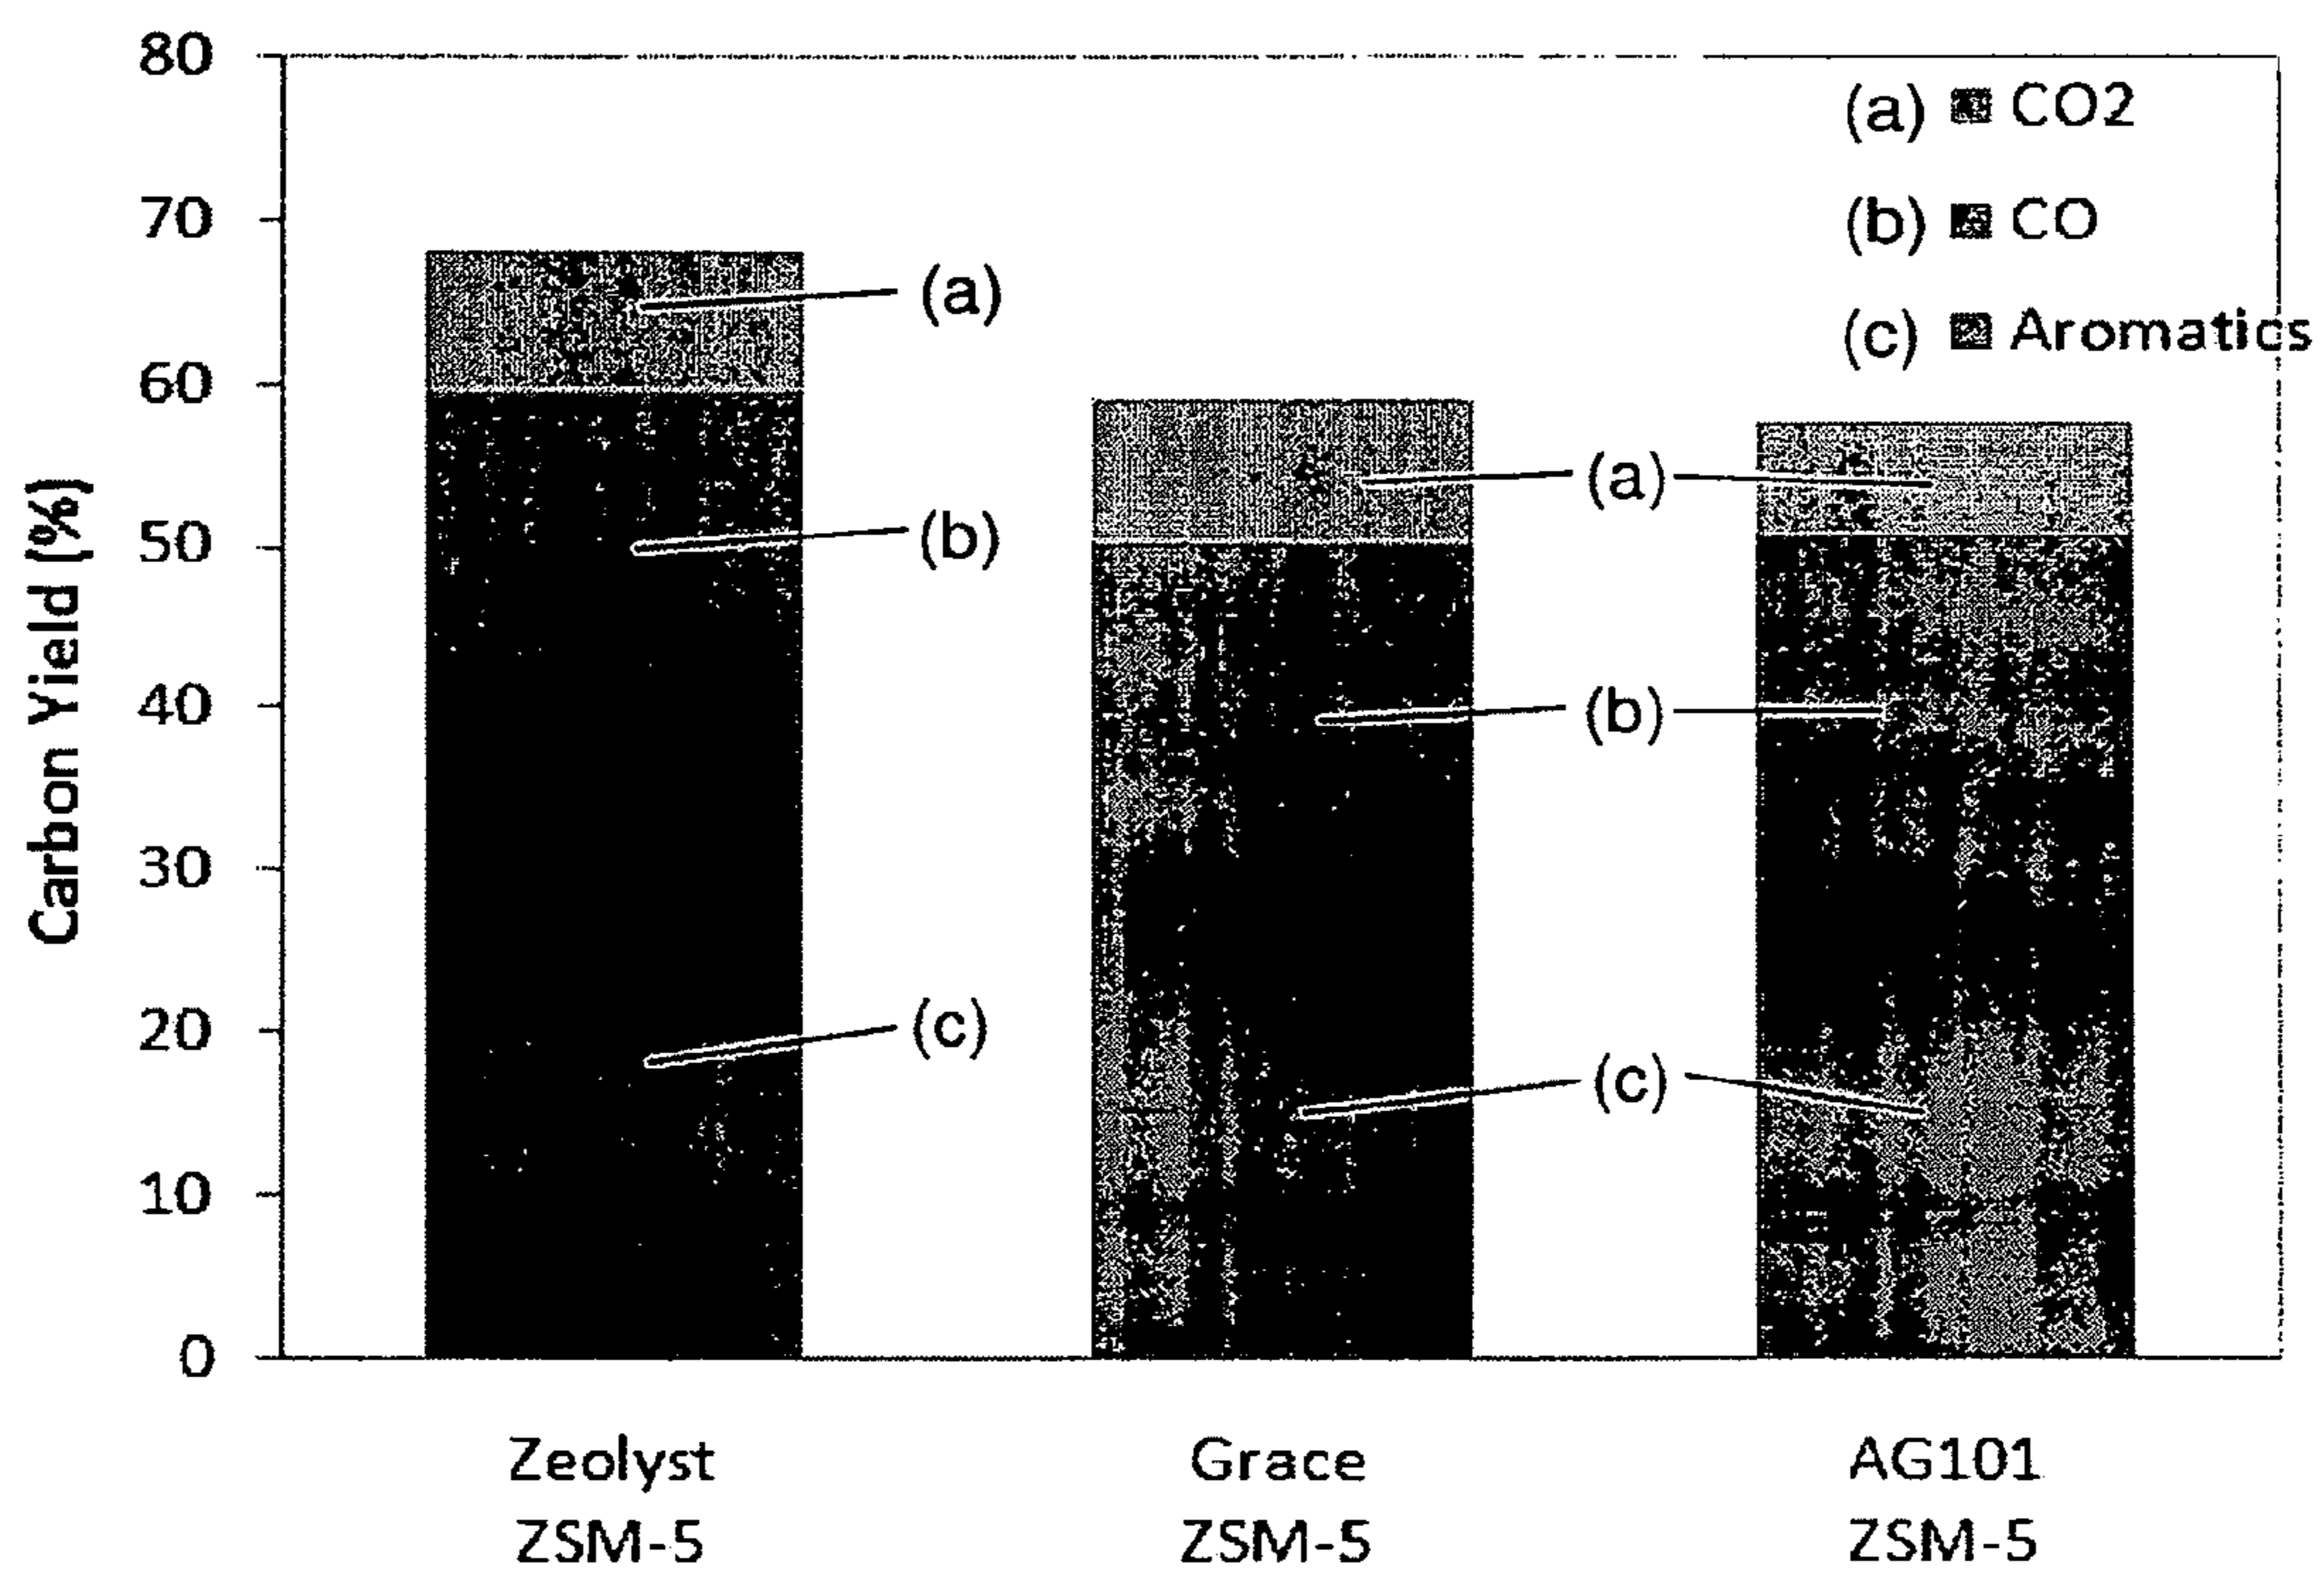 80
70
60
50
40
30
20
10
0
Carbon Yield (%)
(a) CO2
(b) CO
(c) Aromatics
(a)
(b)
(c)
(a)
(b)
(c)
Zeolyst
ZSM-5
Grace
ZSM-5
AG101
ZSM-5